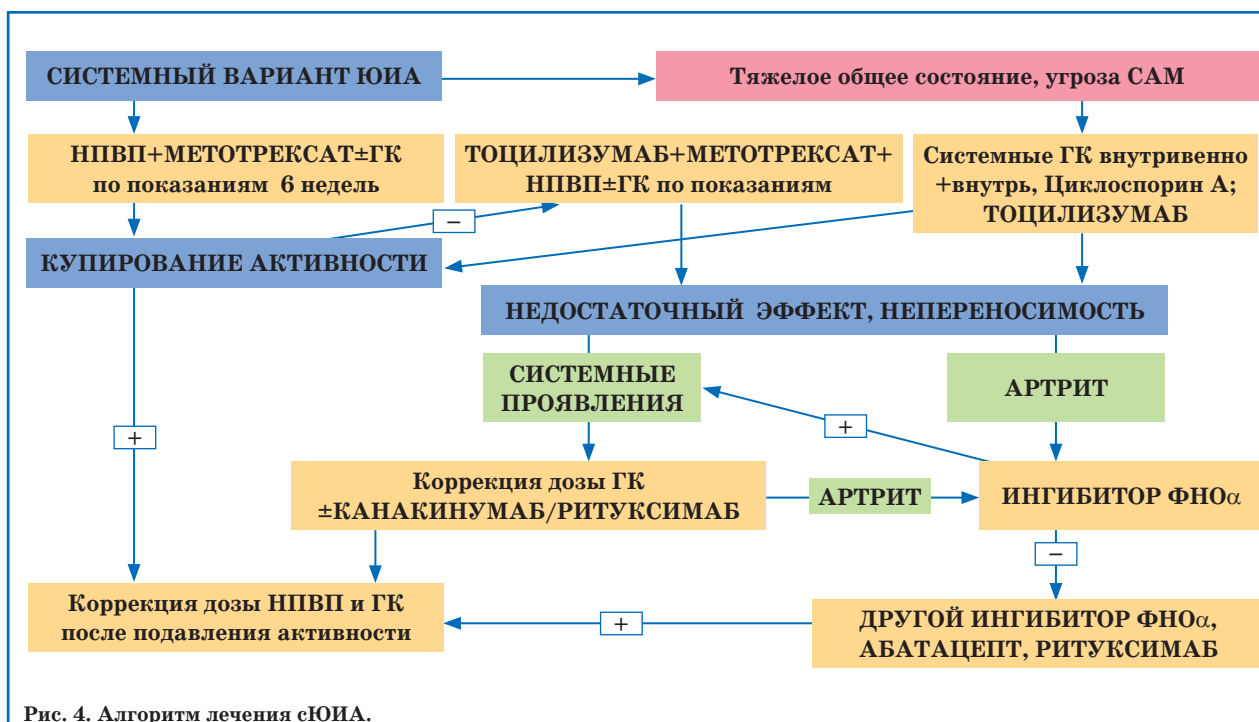 СИСТЕМНЫЙ ВАРИАНТ ЮИА
Тяжелое общее состояние, угроза САМ
НПВП+МЕТОТРЕКСАТ±ГК
по показаниям 6 недель
ТОЦИЛИЗУМАБ+МЕТОТРЕКСАТ+
НПВП±ГК по показаниям
Системные ГК внутривенно
+внутрь, Циклоспорин А;
ТОЦИЛИЗУМАБ
−
КУПИРОВАНИЕ АКТИВНОСТИ
НЕДОСТАТОЧНЫЙ ЭФФЕКТ, НЕПЕРЕНОСИМОСТЬ
СИСТЕМНЫЕ
ПРОЯВЛЕНИЯ
АРТРИТ
+
+
Коррекция дозы ГК
±КАНАКИНУМАБ/РИТУКСИМАБ
АРТРИТ
ИНГИБИТОР ФНОα
−
Коррекция дозы НПВП и ГК
после подавления активности
+
ДРУГОЙ ИНГИБИТОР ФНОα,
АБАТАЦЕПТ, РИТУКСИМАБ
Рис. 4. Алгоритм лечения сЮИА.